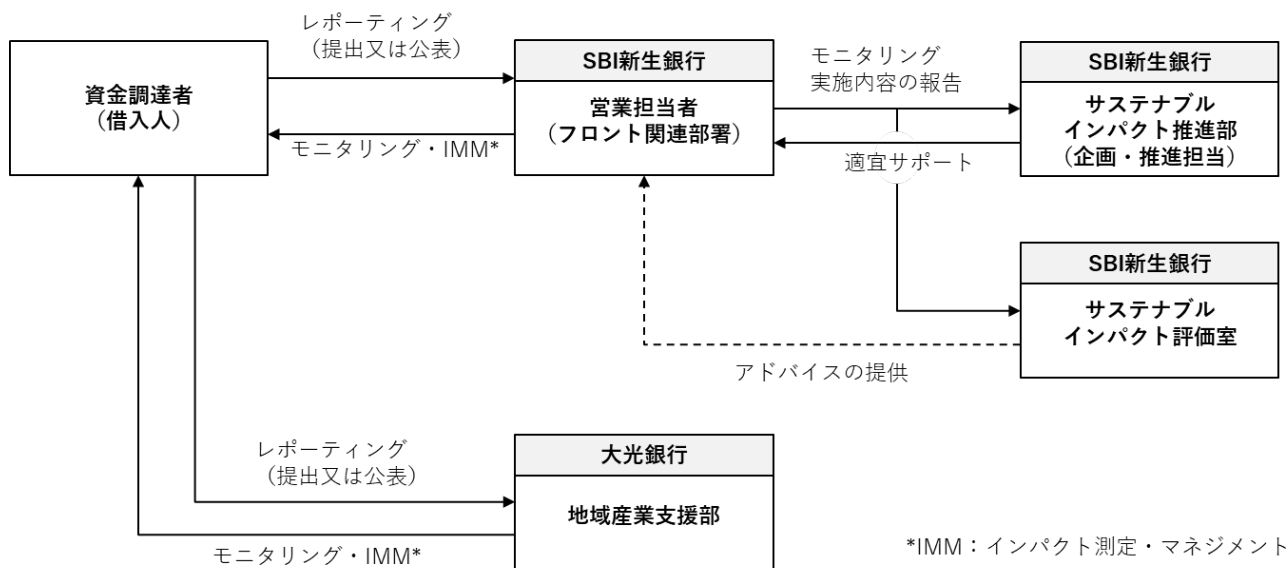 レポーティング
（提出又は公表）
資金調達者
（借入人）
モニタリング・IMM*
SBI新生銀行
営業担当者
（フロント関連部署）
モニタリング
実施内容の報告
適宜サポート
SBI新生銀行
サステナブル
インパクト推進部
（企画・推進担当）
SBI新生銀行
サステナブル
インパクト評価室
アドバイスの提供
レポーティング
（提出又は公表）
モニタリング・IMM*
大光銀行
地域産業支援部
*IMM：インパクト測定・マネジメント